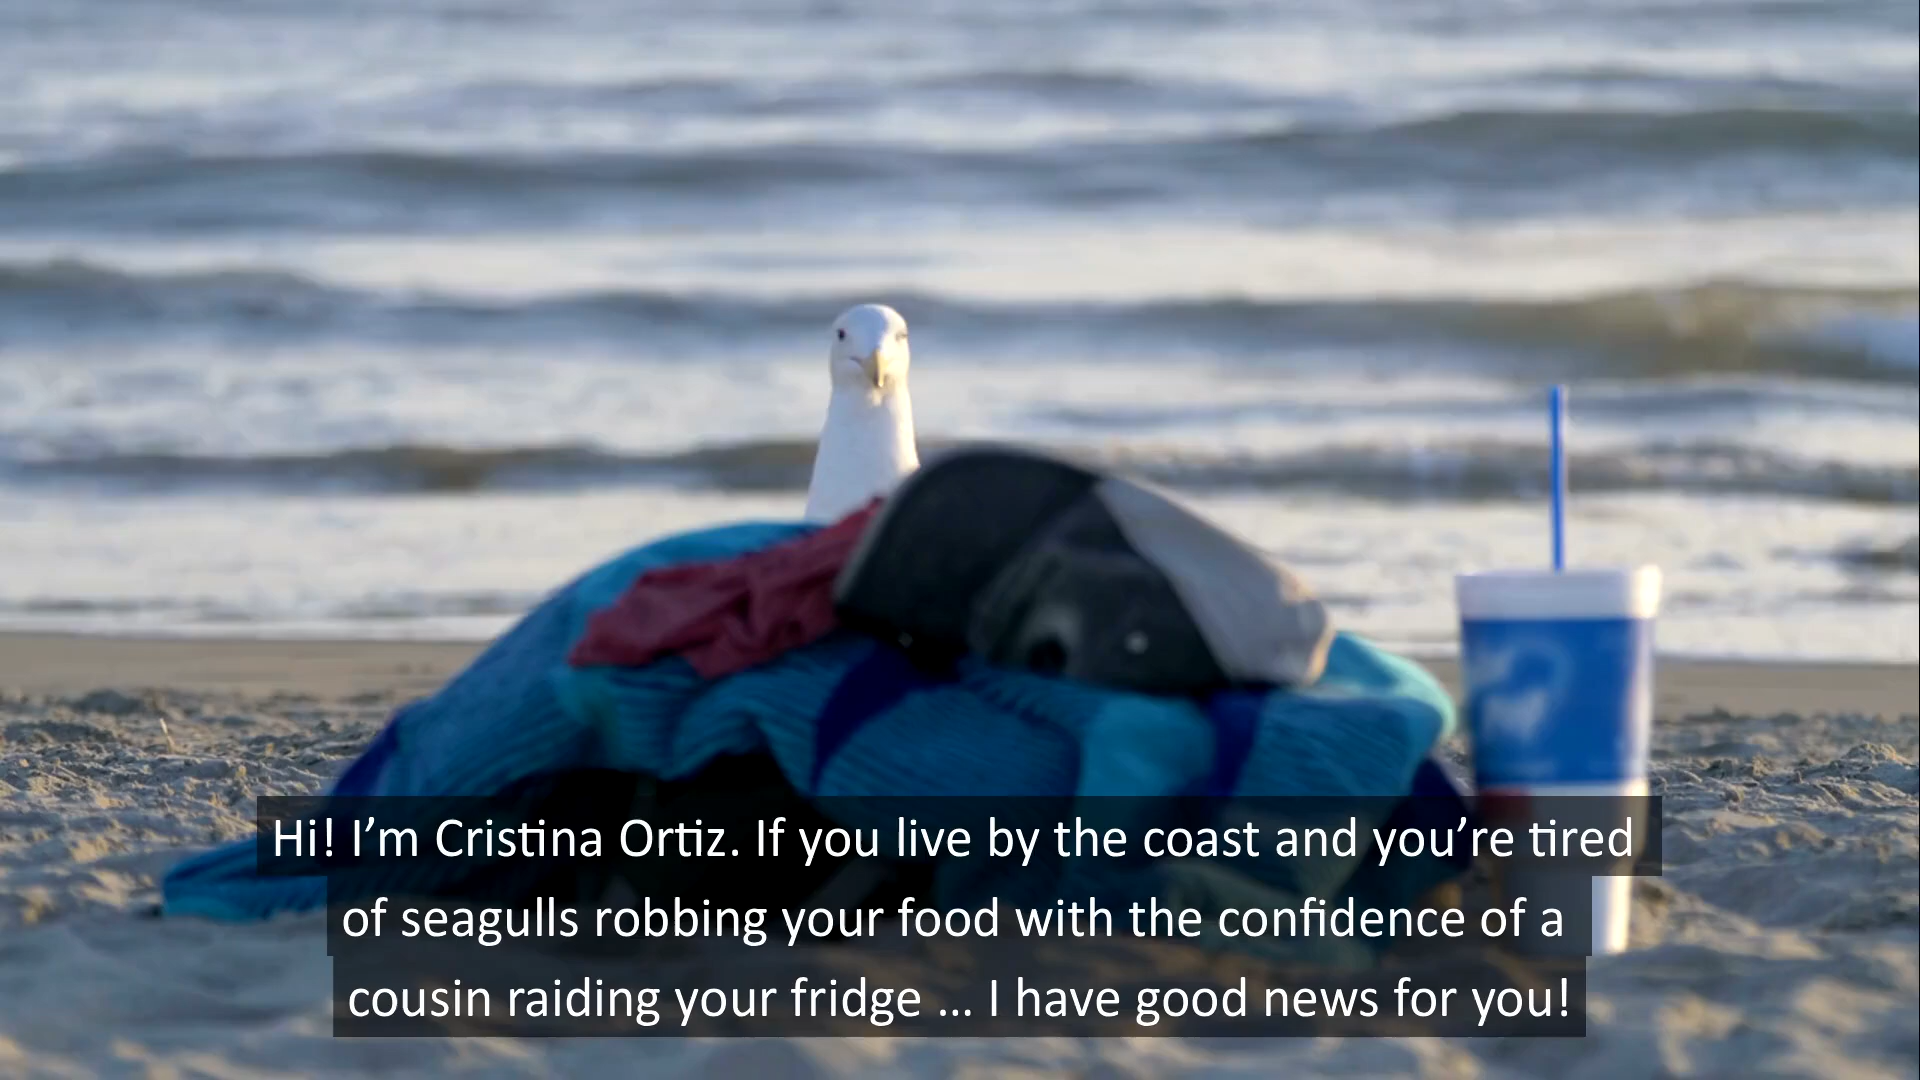 Hi! I’m Cristina Ortiz. If you live by the coast and you’re tired
of seagulls robbing your food with the confidence of a
cousin raiding your fridge … I have good news for you!